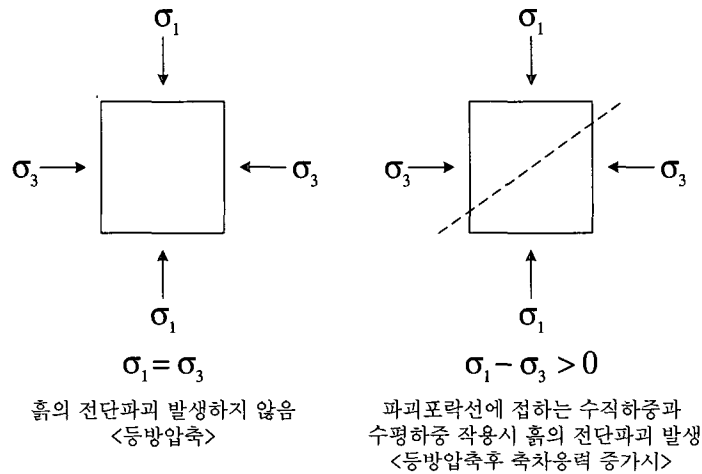 σ₁
σ₃
σ₃
σ₁
σ₁ = σ₃
흙의 전단파괴 발생하지 않음
<등방압축>
σ₁
σ₃
σ₃
σ₁
σ₁ − σ₃ > 0
파괴포락선에 접하는 수직하중과
수평하중 작용시 흙의 전단파괴 발생
<등방압축후 축차응력 증가시>